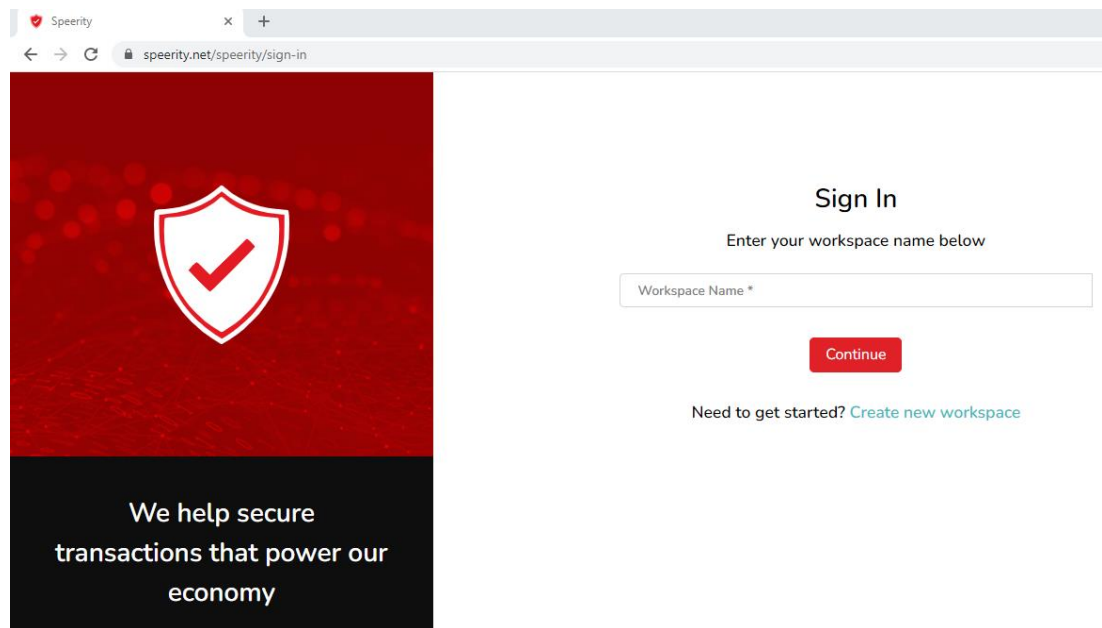 Speerity
speerity.net/speerity/sign-in
Sign In
Enter your workspace name below
Workspace Name *
Continue
Need to get started? Create new workspace
We help secure
transactions that power our
economy